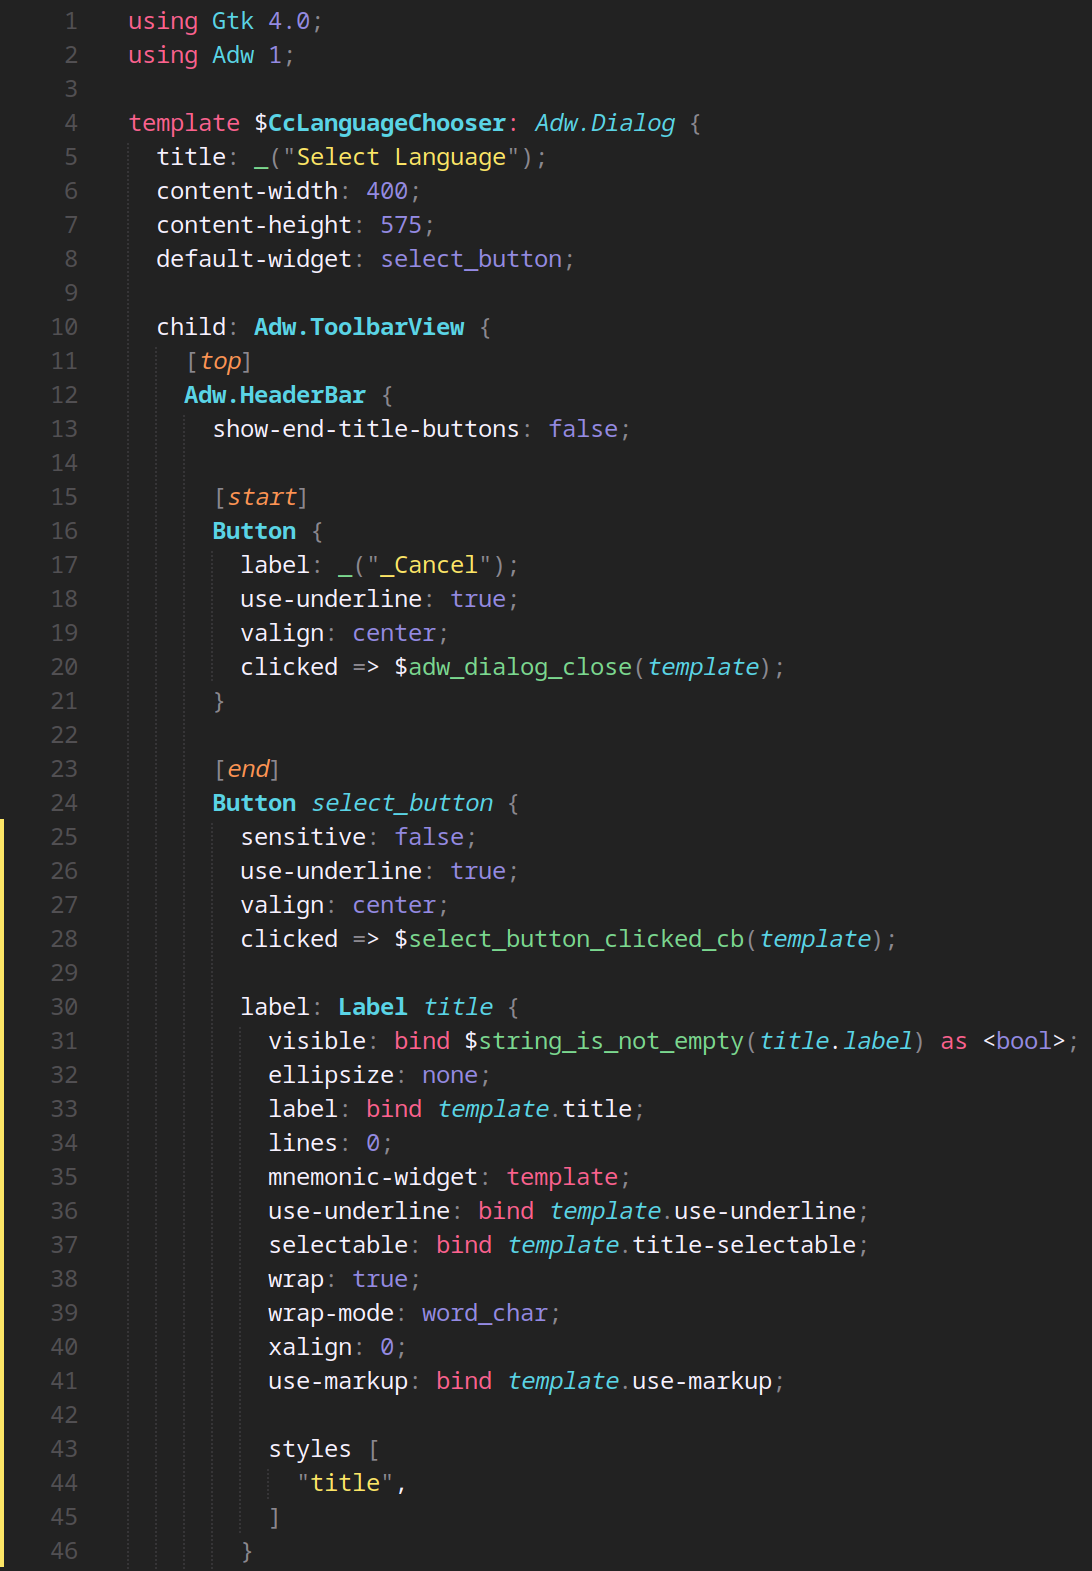 1 using Gtk 4.0;
2 using Adw 1;
3
4 template $CcLanguageChooser: Adw.Dialog {
5 title: _("Select Language");
6 content-width: 400;
7 content-height: 575;
8 default-widget: select_button;
9
10 child: Adw.ToolbarView {
11 [top]
12 Adw.HeaderBar {
13 show-end-title-buttons: false;
14
15 [start]
16 Button {
17 label: _("_Cancel");
18 use-underline: true;
19 valign: center;
20 clicked => $adw_dialog_close(template);
21 }
22
23 [end]
24 Button select_button {
25 sensitive: false;
26 use-underline: true;
27 valign: center;
28 clicked => $select_button_clicked_cb(template);
29
30 label: Label title {
31 visible: bind $string_is_not_empty(title.label) as <bool>;
32 ellipsize: none;
33 label: bind template.title;
34 lines: 0;
35 mnemonic-widget: template;
36 use-underline: bind template.use-underline;
37 selectable: bind template.title-selectable;
38 wrap: true;
39 wrap-mode: word_char;
40 xalign: 0;
41 use-markup: bind template.use-markup;
42
43 styles [
44 "title",
45 ]
46 }